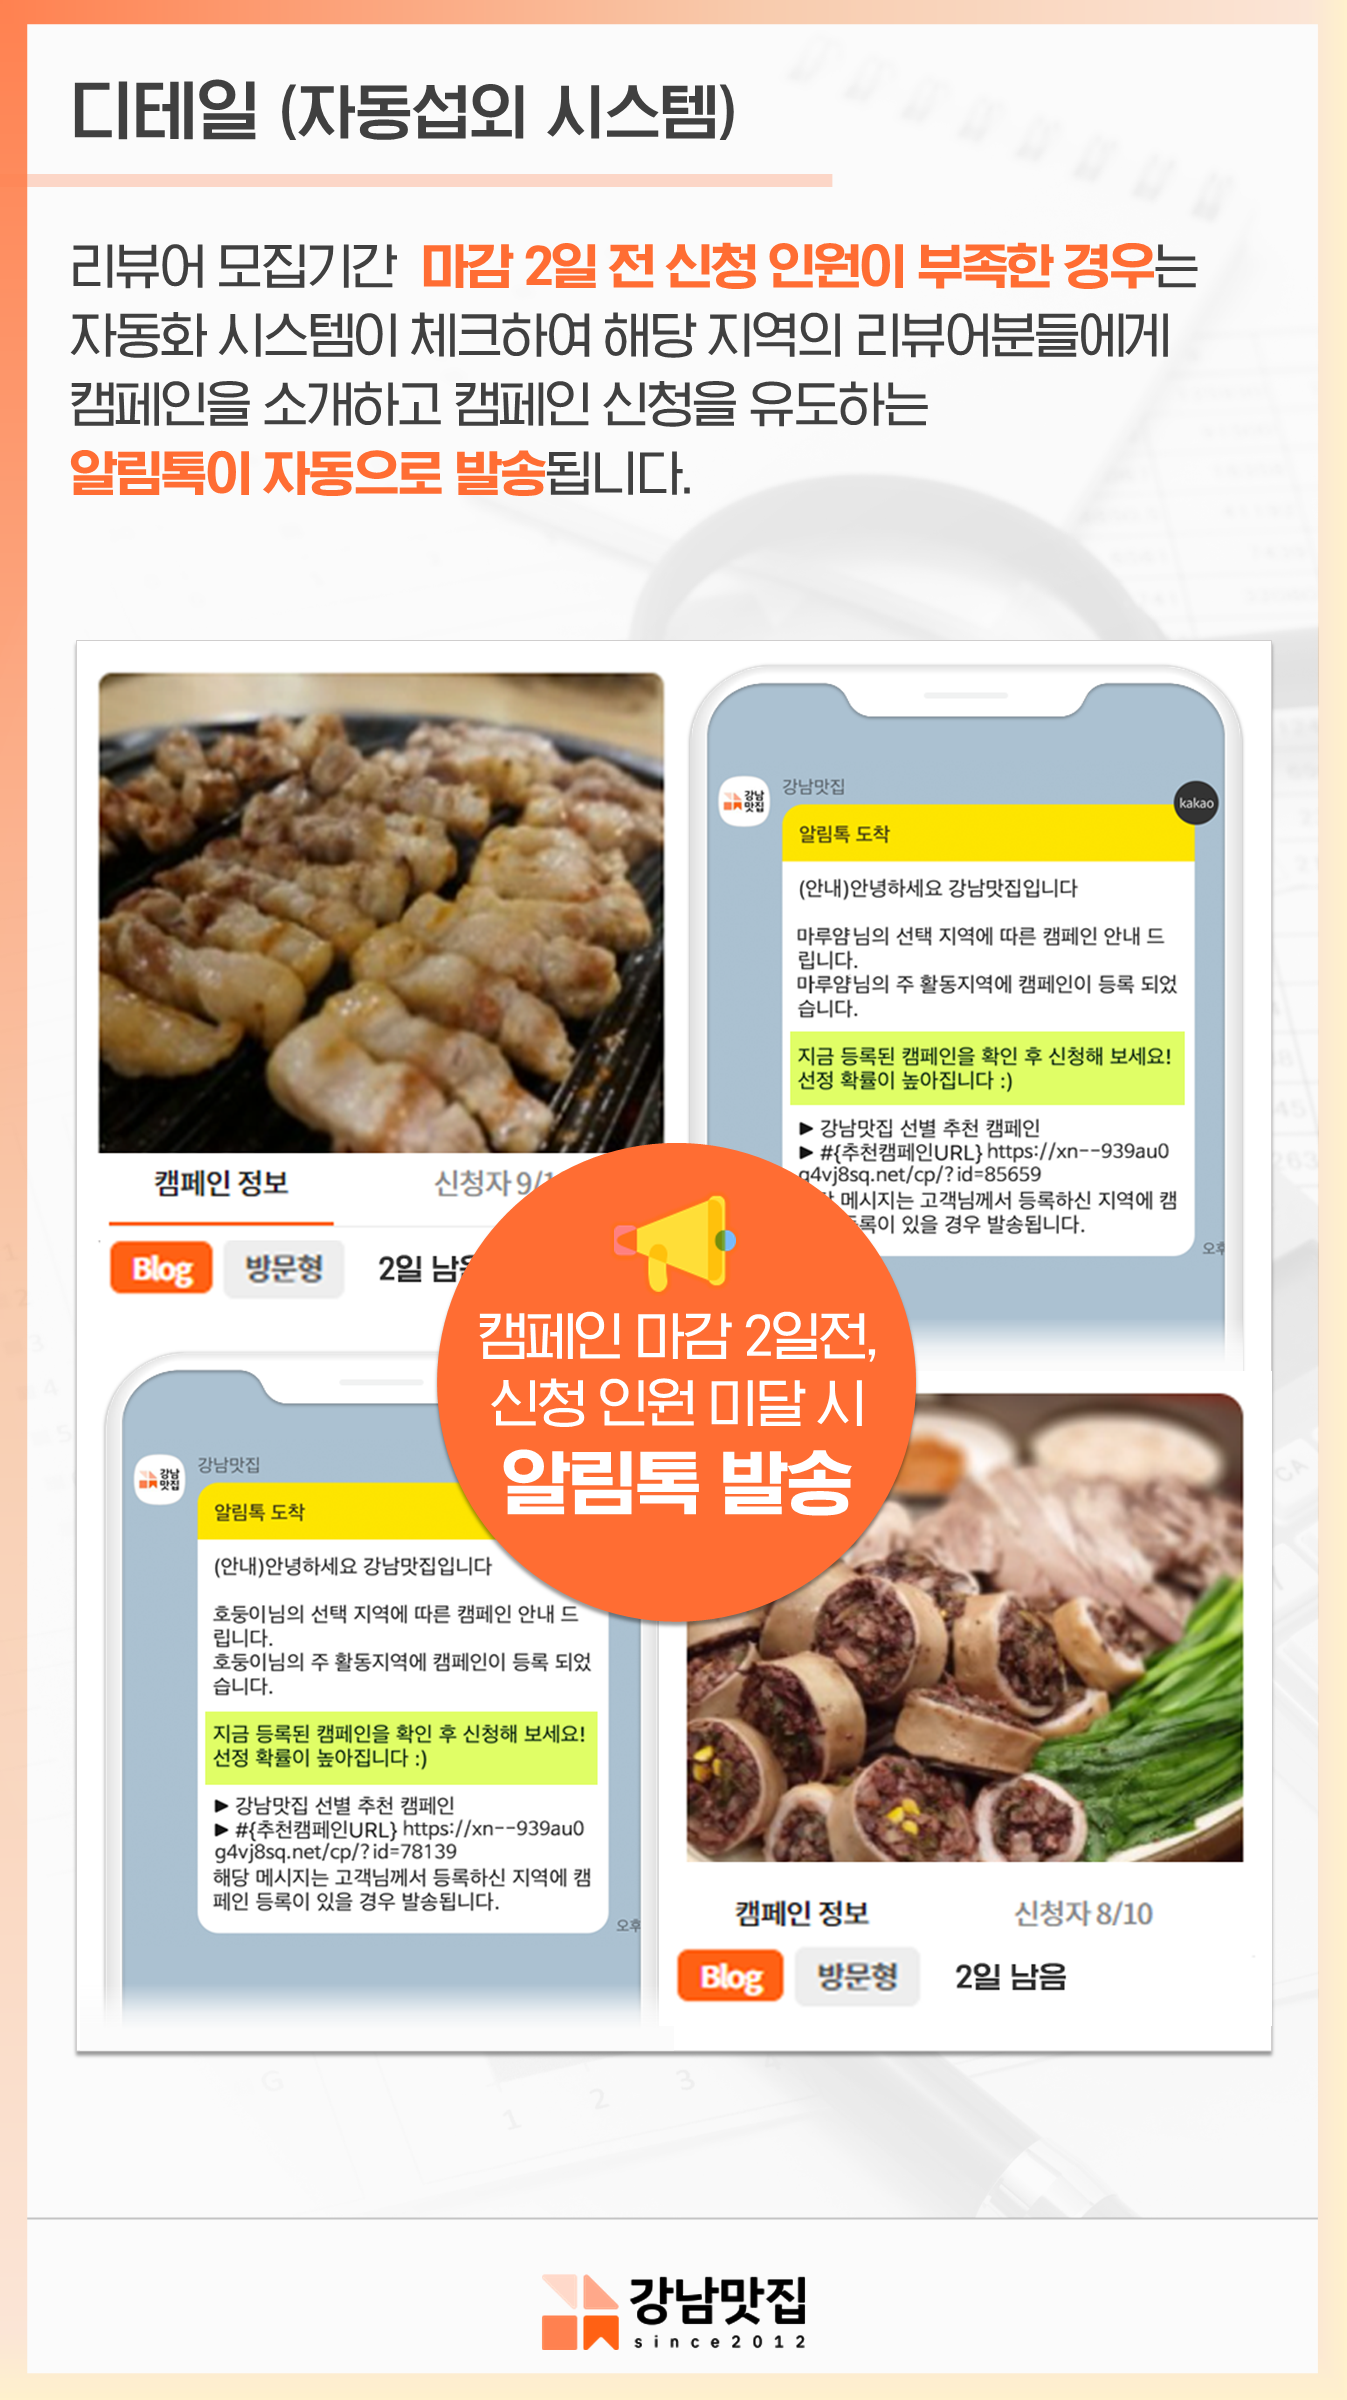 디테일 (자동섭외 시스템)
리뷰어 모집기간 마감 2일 전 신청 인원이 부족한 경우는
자동화 시스템이 체크하여 해당 지역의 리뷰어분들에게
캠페인을 소개하고 캠페인 신청을 유도하는
알림톡이 자동으로 발송됩니다.
캠페인 정보
신청자 9/1
Blog
방문형
2일 남음
강남맛집
강남맛집
kakao
알림톡 도착
(안내)안녕하세요 강남맛집입니다
마루얌님의 선택 지역에 따른 캠페인 안내 드
립니다.
마루얌님의 주 활동지역에 캠페인이 등록 되었
습니다.
지금 등록된 캠페인을 확인 후 신청해 보세요!
선정 확률이 높아집니다 :)
▶ 강남맛집 선별 추천 캠페인
▶ #{추천캠페인URL} https://xn--939au0
g4vj8sq.net/cp/?id=85659
메시지는 고객님께서 등록하신 지역에 캠
등록이 있을 경우 발송됩니다.
오후
캠페인 마감 2일전,
신청 인원 미달 시
알림톡 발송
강남맛집
강남맛집
알림톡 도착
(안내)안녕하세요 강남맛집입니다
호둥이님의 선택 지역에 따른 캠페인 안내 드
립니다.
호둥이님의 주 활동지역에 캠페인이 등록 되었
습니다.
지금 등록된 캠페인을 확인 후 신청해 보세요!
선정 확률이 높아집니다 :)
▶ 강남맛집 선별 추천 캠페인
▶ #{추천캠페인URL} https://xn--939au0
g4vj8sq.net/cp/?id=78139
해당 메시지는 고객님께서 등록하신 지역에 캠
페인 등록이 있을 경우 발송됩니다.
오후
캠페인 정보
신청자 8/10
Blog
방문형
2일 남음
강남맛집
since2012